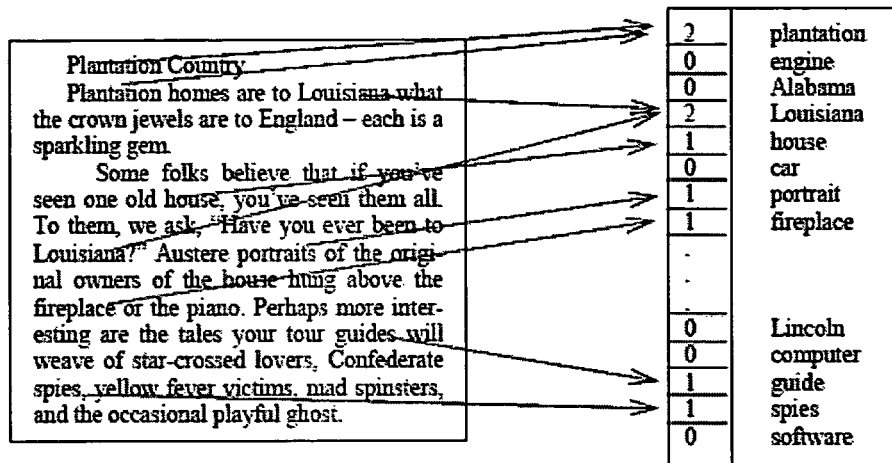 Plantation Country
Plantation homes are to Louisiana what
the crown jewels are to England – each is a
sparkling gem.
Some folks believe that if you've
seen one old house, you've seen them all.
To them, we ask, "Have you ever been to
Louisiana?" Austere portraits of the origi-
nal owners of the house hung above the
fireplace or the piano. Perhaps more inter-
esting are the tales your tour guides will
weave of star-crossed lovers, Confederate
spies, yellow fever victims, mad spinsters,
and the occasional playful ghost.
2 plantation
0 engine
0 Alabama
2 Louisiana
1 house
0 car
1 portrait
1 fireplace
.
.
.
0 Lincoln
0 computer
1 guide
1 spies
0 software